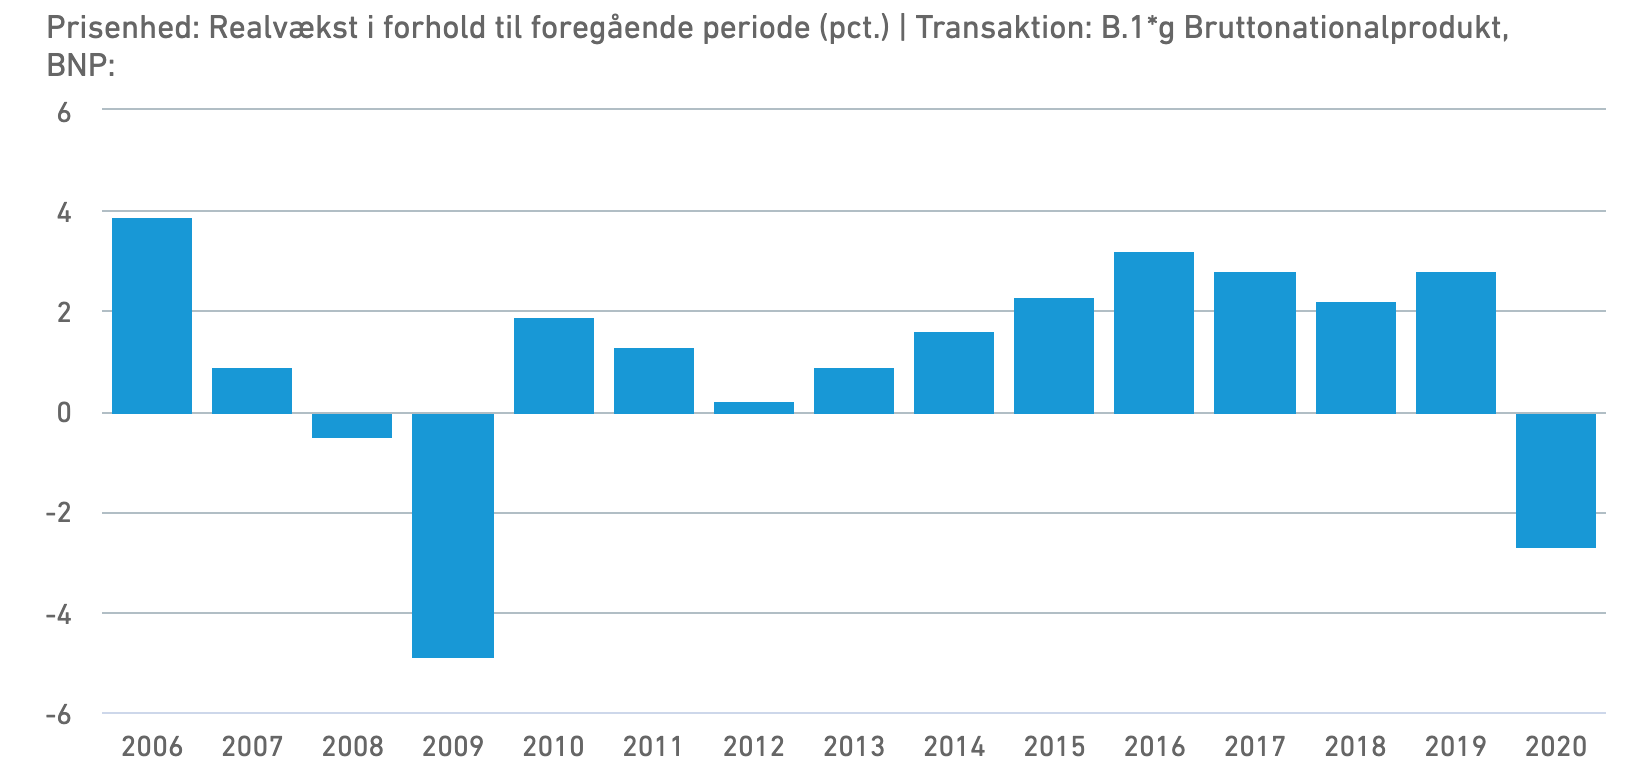 Prisenhed: Realvækst i forhold til foregående periode (pct.) | Transaktion: B.1*g Bruttonationalprodukt,
BNP:
6
4
2
0
-2
-4
-6
2006 2007 2008 2009 2010 2011 2012 2013 2014 2015 2016 2017 2018 2019 2020